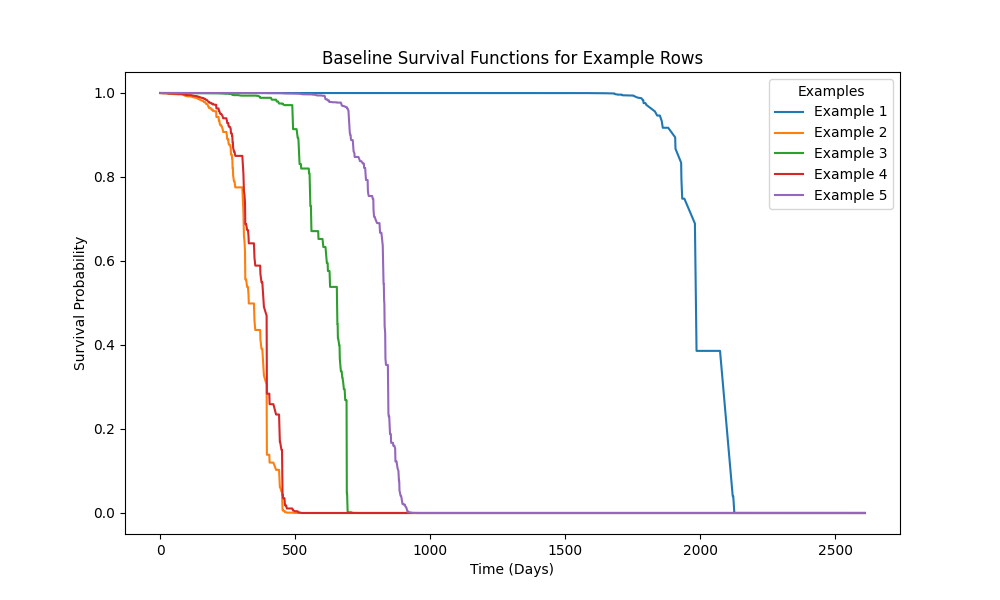 Baseline Survival Functions for Example Rows
Survival Probability
1.0
0.8
0.6
0.4
0.2
0.0
Examples
Example 1
Example 2
Example 3
Example 4
Example 5
0
500
1000
1500
2000
2500
Time (Days)